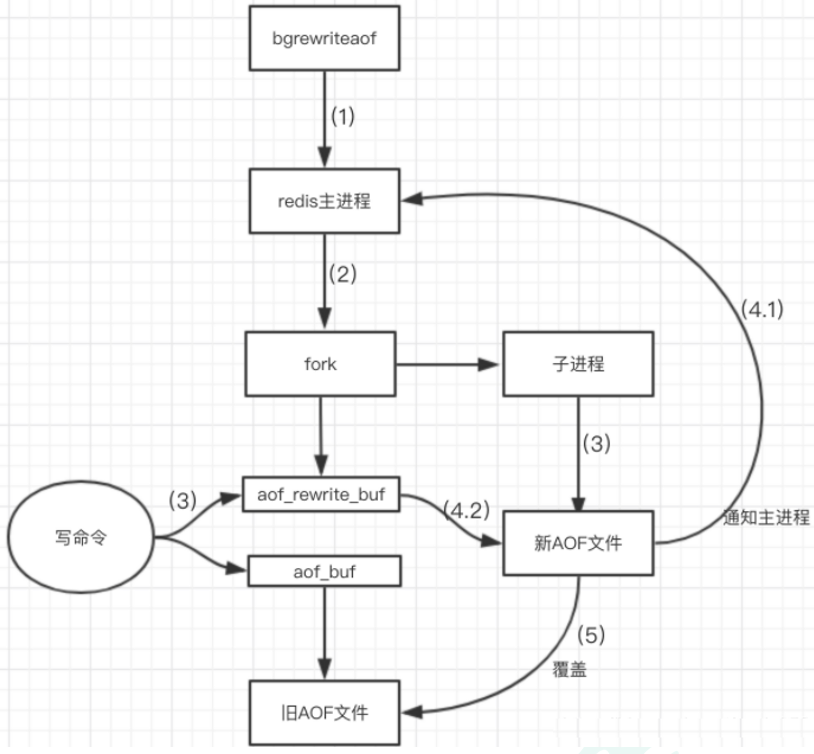 bgrewriteaof
(1)
redis主进程
(2)
(4.1)
fork
子进程
(3)
aof_rewrite_buf
(3)
(4.2)
写命令
新AOF文件
通知主进程
aof_buf
(5)
覆盖
旧AOF文件